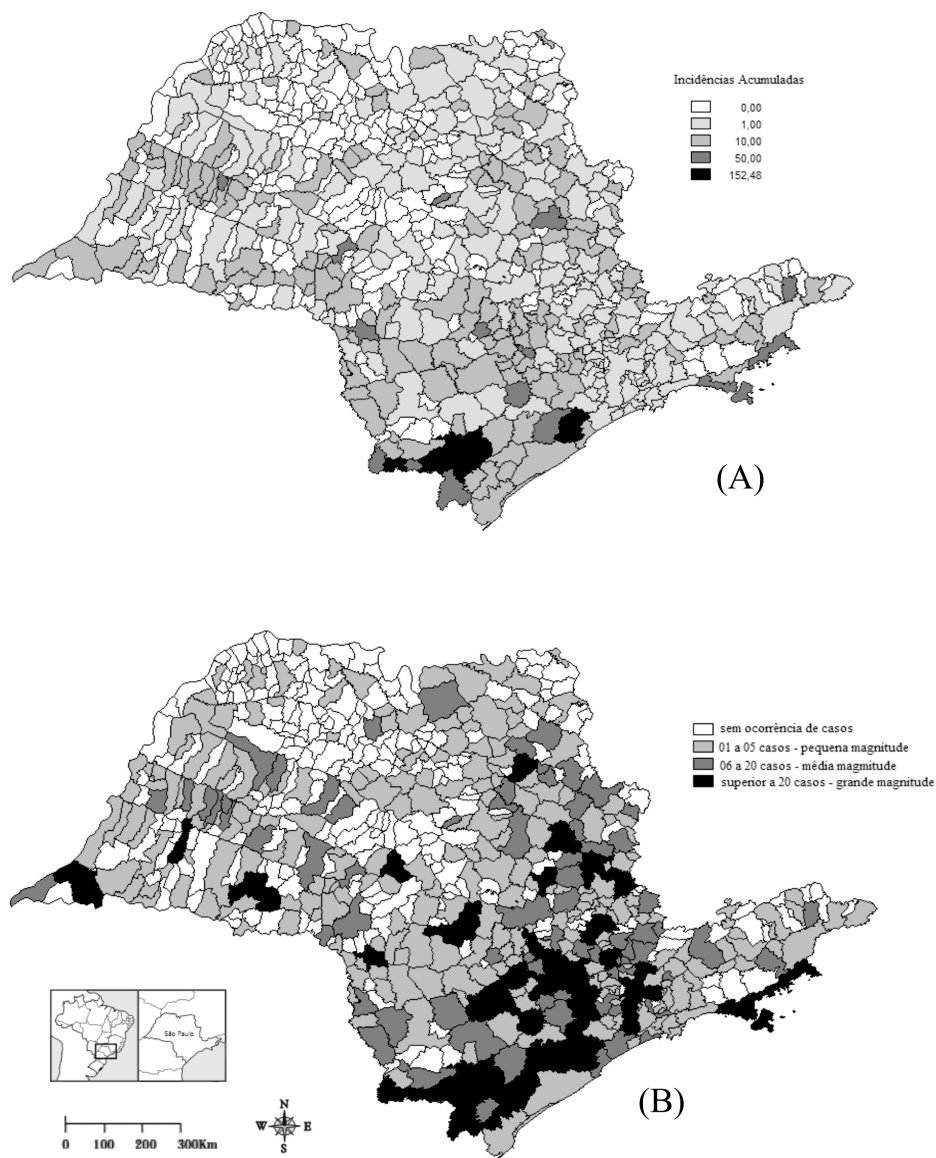 Incidências Acumuladas
0,00
1,00
10,00
50,00
152,48
(A)
sem ocorrência de casos
01 a 05 casos - pequena magnitude
06 a 20 casos - média magmitude
superior a 20 casos - grande magnitude
São Paulo
(B)
N
W E
S
0 100 200 300Km